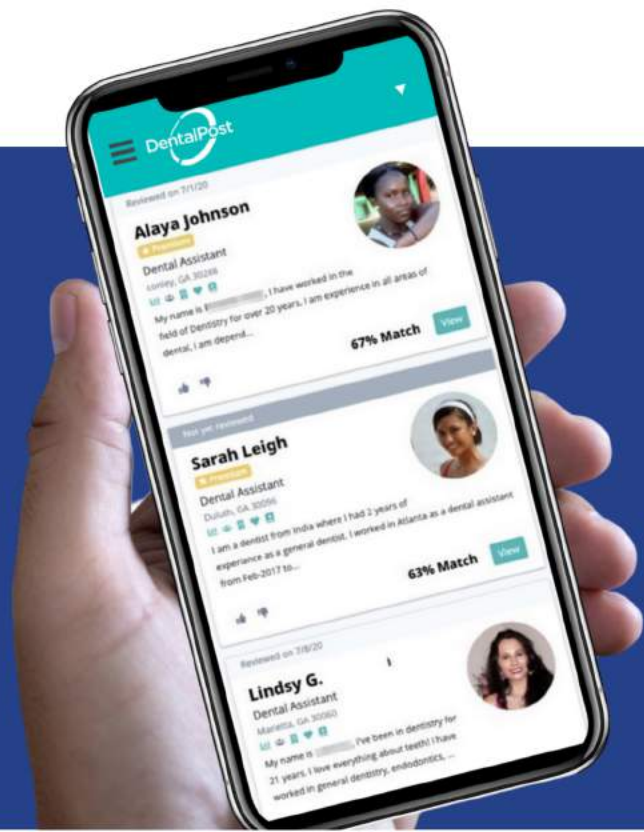 DentalPost
Reviewed on 7/1/20
Alaya Johnson
Premium
Dental Assistant
conley, GA 30288
My name is I , I have worked in the
field of Dentistry for over 20 years, I am experience in all areas of
dental, I am depend...
67% Match
View
Not yet reviewed
Sarah Leigh
Premium
Dental Assistant
Duluth, GA 30096
I am a dentist from India where I had 2 years of
experiance as a general dentist. I worked in Atlanta as a dental assistant
from Feb-2017 to...
63% Match
View
Reviewed on 7/8/20
Lindsy G.
Dental Assistant
Marietta, GA 30060
My name is , I've been in dentistry for
21 years. I love everything about teeth! I have
worked in general dentistry, endodontics, ...